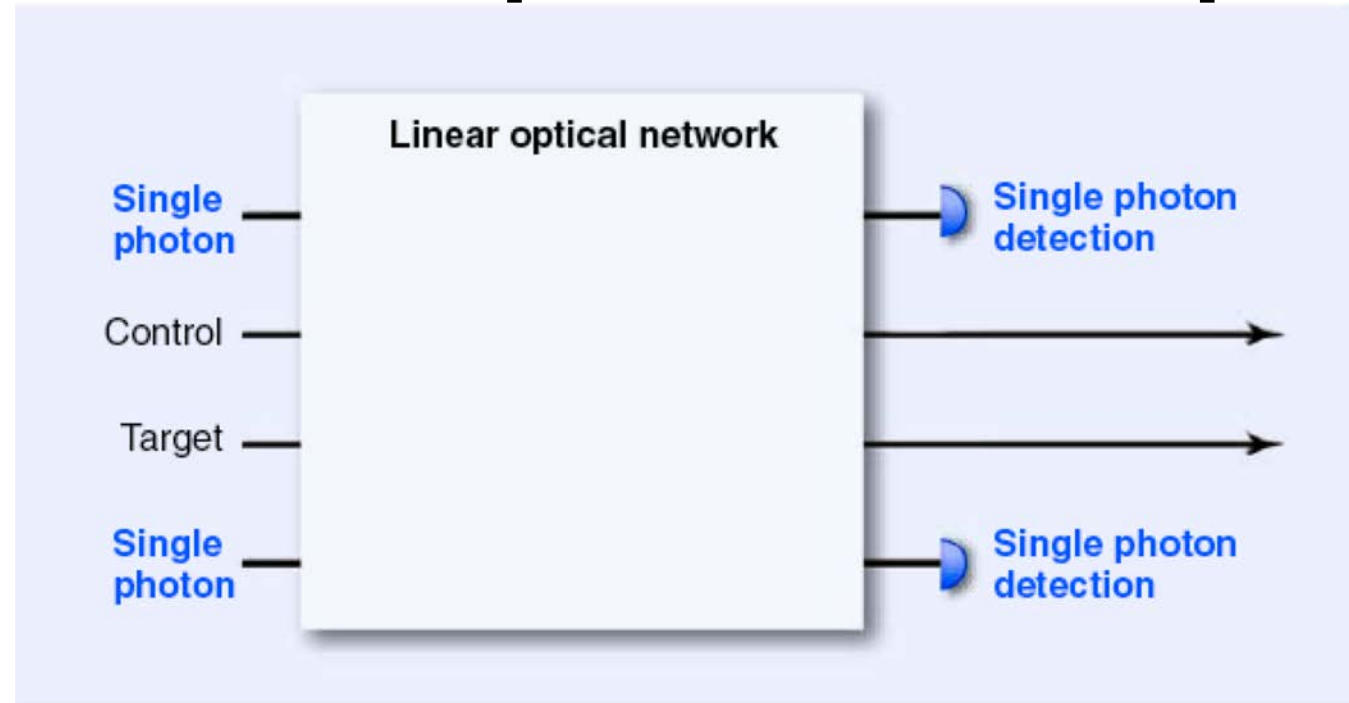 Linear optical network
Single
photon
Single photon
detection
Control
Target
Single
photon
Single photon
detection